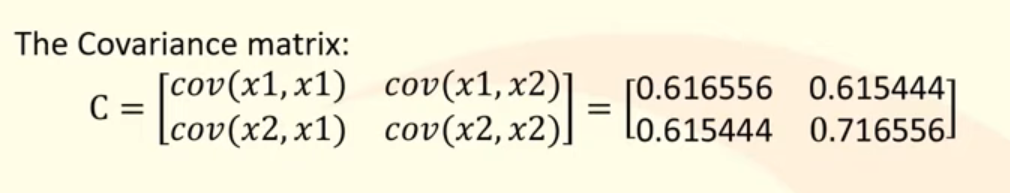 The Covariance matrix:
C = [cov(x1, x1) cov(x1, x2)] = [0.616556 0.615444]
[cov(x2, x1) cov(x2, x2)] [0.615444 0.716556]